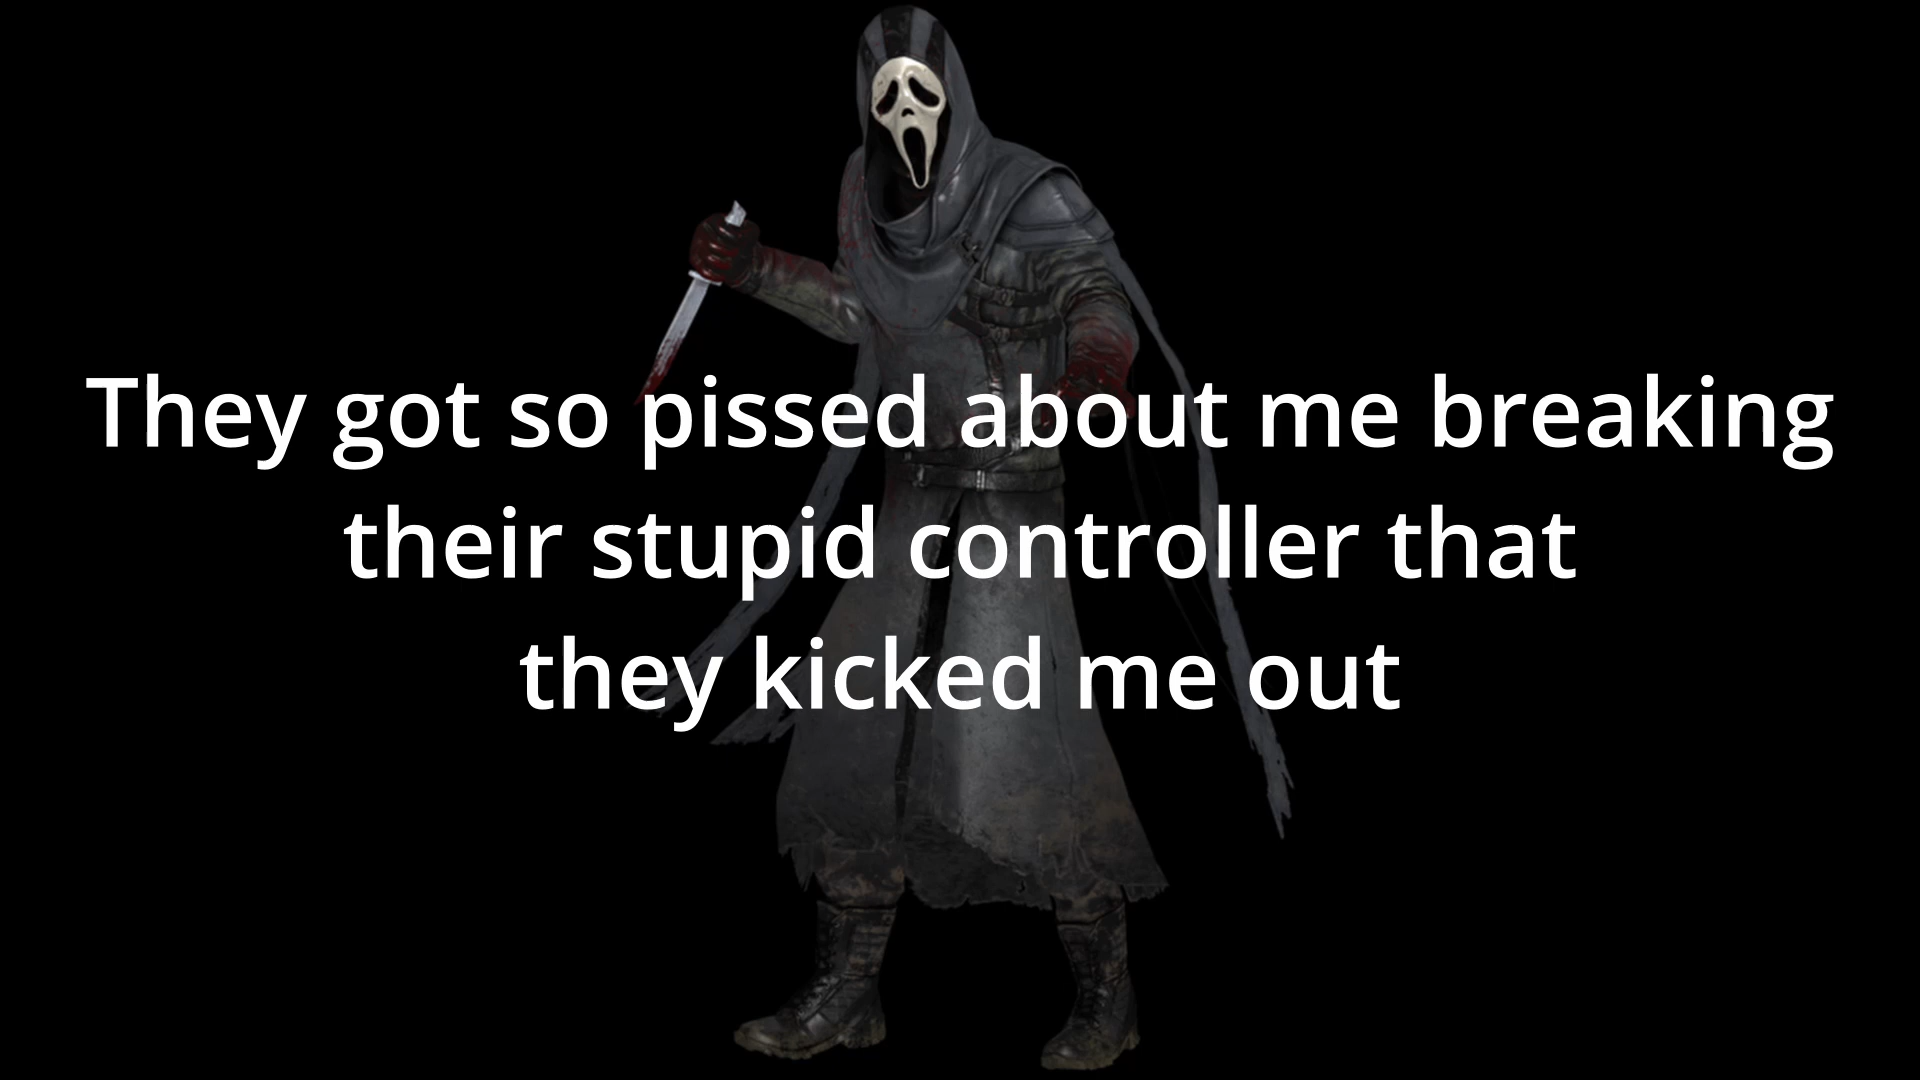 They got so pissed about me breaking
their stupid controller that
they kicked me out